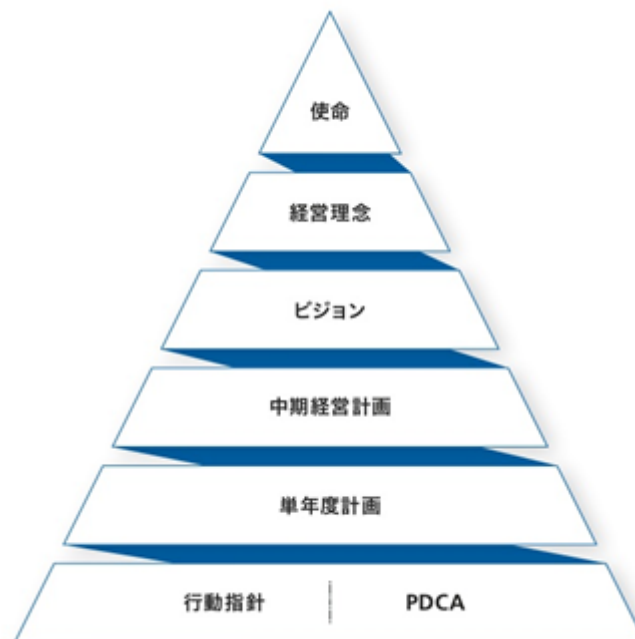 使命
経営理念
ビジョン
中期経営計画
単年度計画
行動指針 PDCA